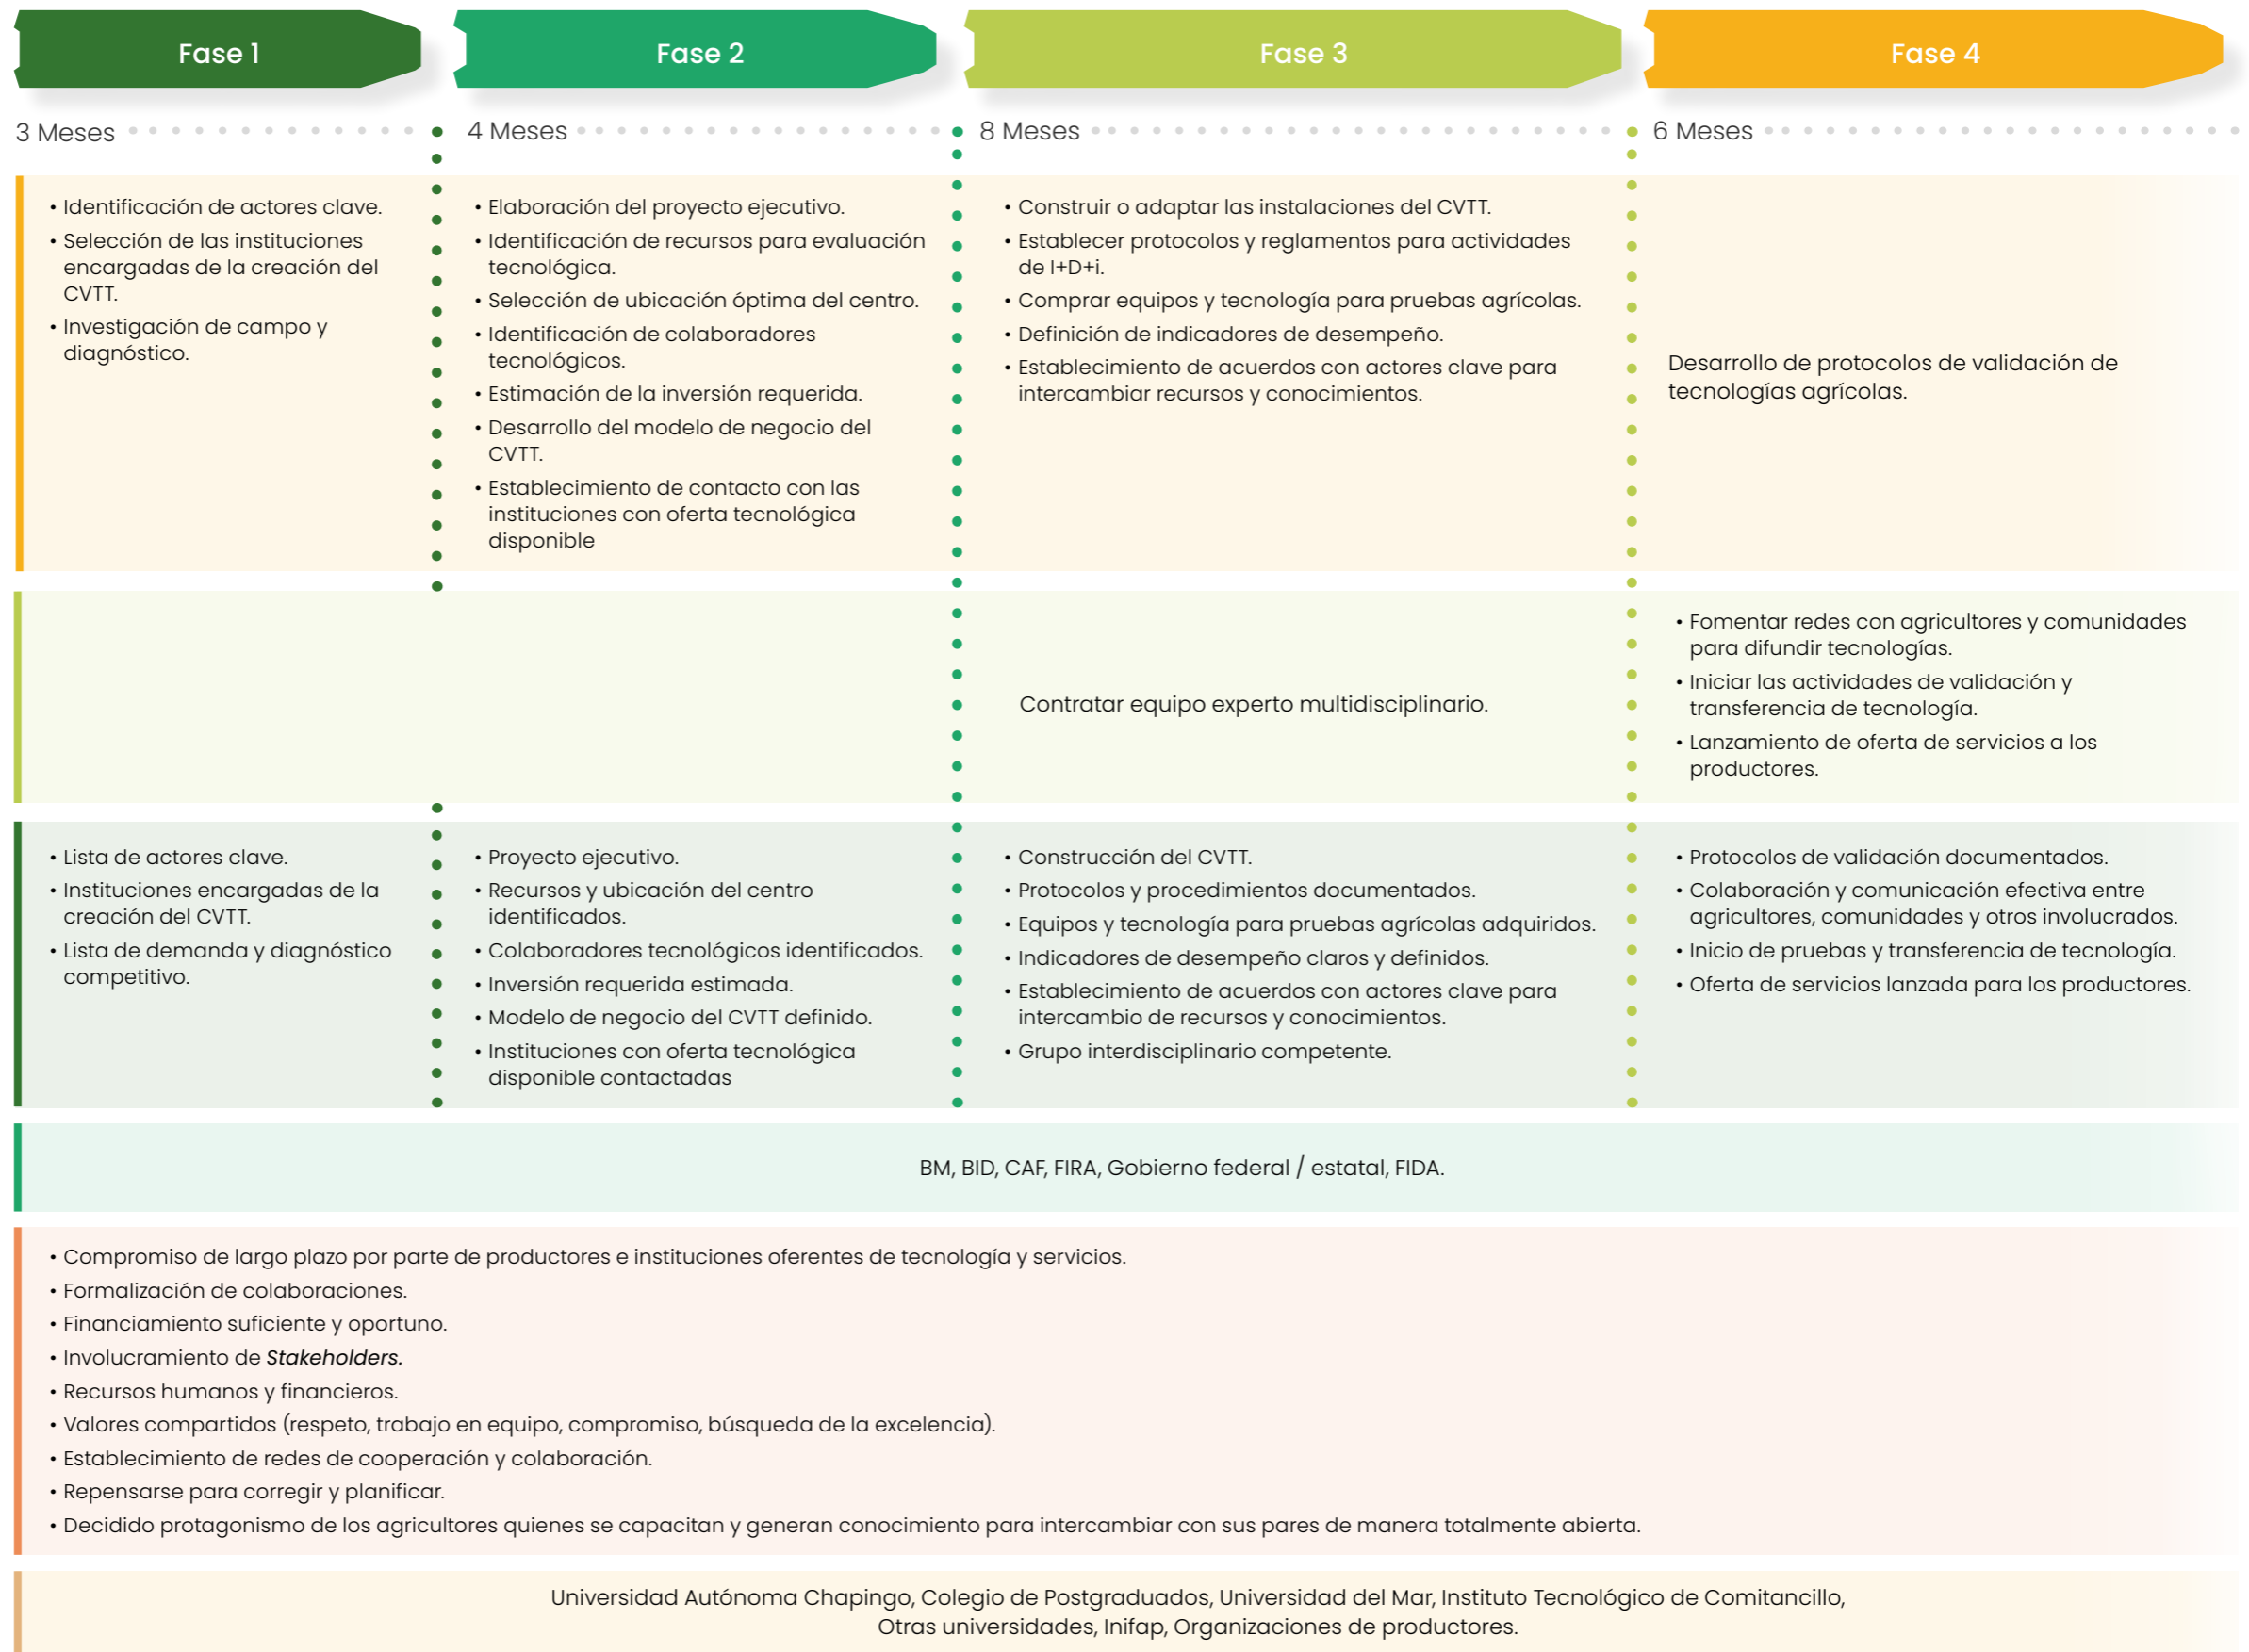 Fase 1
Fase 2
Fase 3
Fase 4
3 Meses
4 Meses
8 Meses
6 Meses
• Identificación de actores clave.
• Selección de las instituciones
encargadas de la creación del
CVTT.
• Investigación de campo y
diagnóstico.
• Elaboración del proyecto ejecutivo.
• Identificación de recursos para evaluación
tecnológica.
• Selección de ubicación óptima del centro.
• Identificación de colaboradores
tecnológicos.
• Estimación de la inversión requerida.
• Desarrollo del modelo de negocio del
CVTT.
• Establecimiento de contacto con las
instituciones con oferta tecnológica
disponible
• Construir o adaptar las instalaciones del CVTT.
• Establecer protocolos y reglamentos para actividades
de I+D+i.
• Comprar equipos y tecnología para pruebas agrícolas.
• Definición de indicadores de desempeño.
• Establecimiento de acuerdos con actores clave para
intercambiar recursos y conocimientos.
Desarrollo de protocolos de validación de
tecnologías agrícolas.
Contratar equipo experto multidisciplinario.
• Fomentar redes con agricultores y comunidades
para difundir tecnologías.
• Iniciar las actividades de validación y
transferencia de tecnología.
• Lanzamiento de oferta de servicios a los
productores.
• Lista de actores clave.
• Instituciones encargadas de la
creación del CVTT.
• Lista de demanda y diagnóstico
competitivo.
• Proyecto ejecutivo.
• Recursos y ubicación del centro
identificados.
• Colaboradores tecnológicos identificados.
• Inversión requerida estimada.
• Modelo de negocio del CVTT definido.
• Instituciones con oferta tecnológica
disponible contactadas
• Construcción del CVTT.
• Protocolos y procedimientos documentados.
• Equipos y tecnología para pruebas agrícolas adquiridos.
• Indicadores de desempeño claros y definidos.
• Establecimiento de acuerdos con actores clave para
intercambio de recursos y conocimientos.
• Grupo interdisciplinario competente.
• Protocolos de validación documentados.
• Colaboración y comunicación efectiva entre
agricultores, comunidades y otros involucrados.
• Inicio de pruebas y transferencia de tecnología.
• Oferta de servicios lanzada para los productores.
BM, BID, CAF, FIRA, Gobierno federal / estatal, FIDA.
• Compromiso de largo plazo por parte de productores e instituciones oferentes de tecnología y servicios.
• Formalización de colaboraciones.
• Financiamiento suficiente y oportuno.
• Involucramiento de Stakeholders.
• Recursos humanos y financieros.
• Valores compartidos (respeto, trabajo en equipo, compromiso, búsqueda de la excelencia).
• Establecimiento de redes de cooperación y colaboración.
• Repensarse para corregir y planificar.
• Decidido protagonismo de los agricultores quienes se capacitan y generan conocimiento para intercambiar con sus pares de manera totalmente abierta.
Universidad Autónoma Chapingo, Colegio de Postgraduados, Universidad del Mar, Instituto Tecnológico de Comitancillo,
Otras universidades, Inifap, Organizaciones de productores.